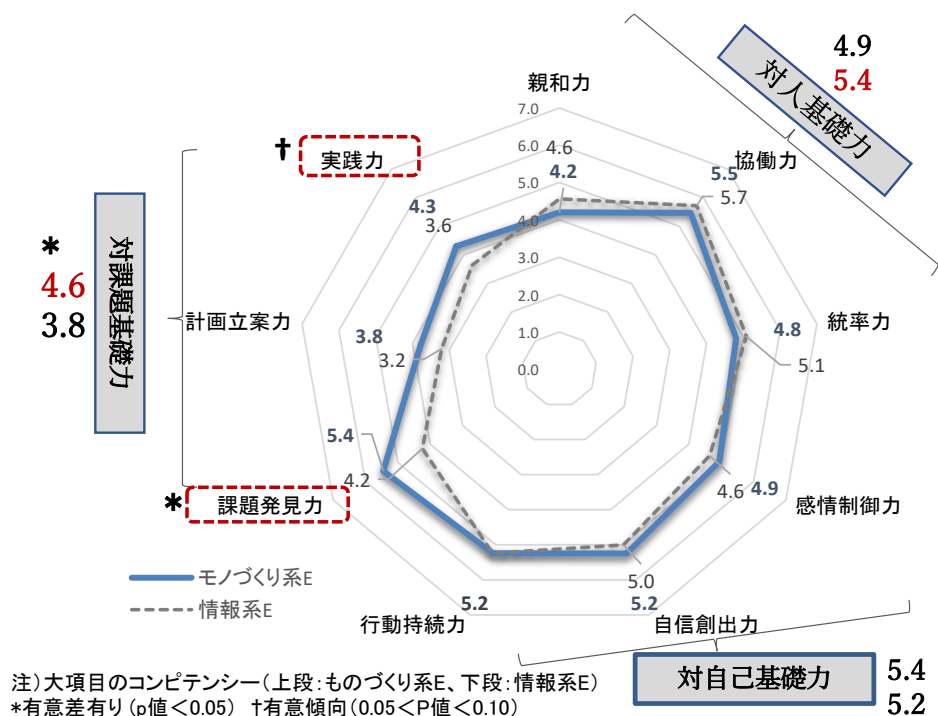 4.9
5.4
対人基礎力
親和力
7.0
6.0
5.0
4.0
3.0
2.0
1.0
0.0
4.6
4.2
協働力
5.5
5.7
統率力
4.8
5.1
感情制御力
4.6
4.9
自信創出力
5.0
5.2
行動持続力
5.2
* 課題発見力
5.4
4.2
計画立案力
3.8
3.2
† 実践力
4.3
3.6
対課題基礎力
*
4.6
3.8
モノづくり系E
情報系E
対自己基礎力
5.4
5.2
注)大項目のコンピテンシー(上段:ものづくり系E、下段:情報系E)
*有意差有り(p値<0.05) †有意傾向(0.05<P値<0.10)